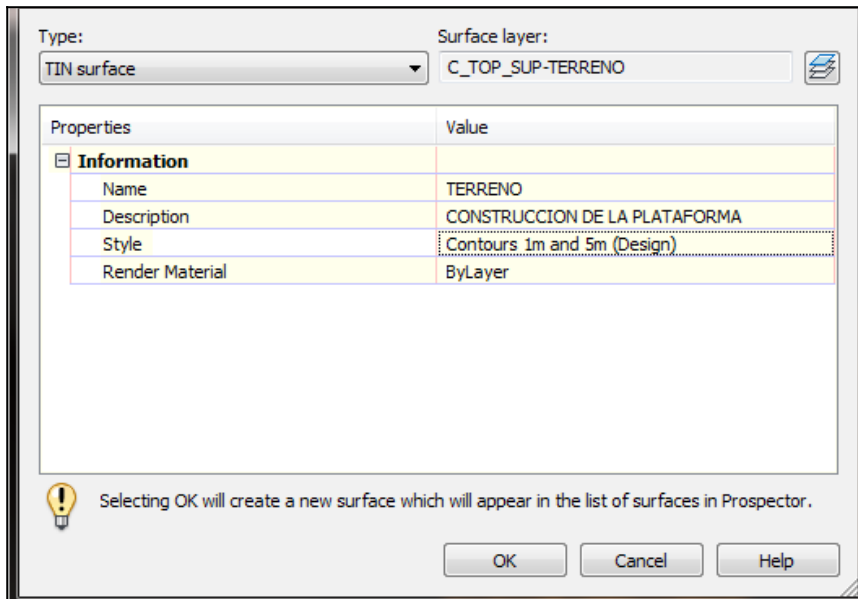 Type: Surface layer:
TIN surface C_TOP_SUP-TERRENO
Properties Value
Information
Name TERRENO
Description CONSTRUCCION DE LA PLATAFORMA
Style Contours 1m and 5m (Design)
Render Material ByLayer
Selecting OK will create a new surface which will appear in the list of surfaces in Prospector.
OK Cancel Help